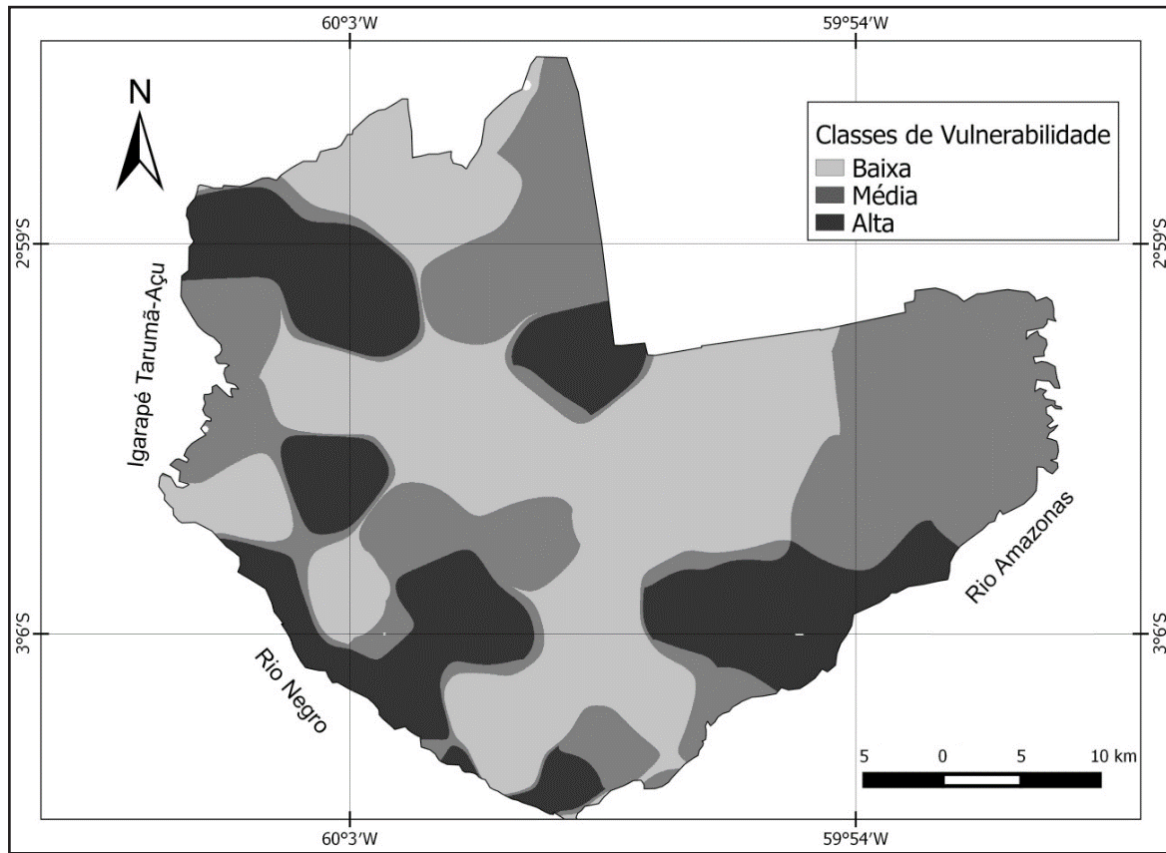 60°3'W 59°54'W
N
Classes de Vulnerabilidade
Baixa
Média
Alta
2°59'S 2°59'S
Igarapé Tarumã-Açu
Rio Amazonas
3°6'S 3°6'S
Rio Negro
5 0 5 10 km
60°3'W 59°54'W